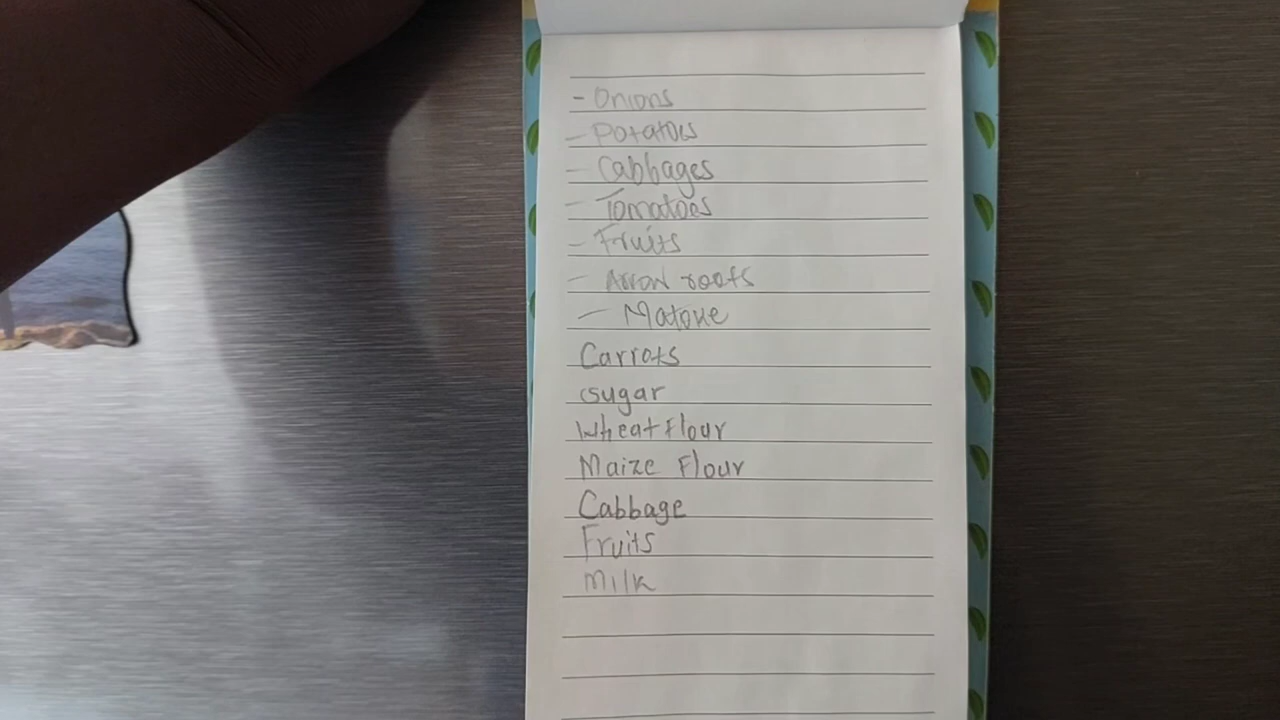 - Onions
- Potatoes
- Cabbages
- Tomatoes
- Fruits
- Arrow roots
- Matoke
Carrots
sugar
Wheat Flour
Maize Flour
Cabbage
Fruits
Milk